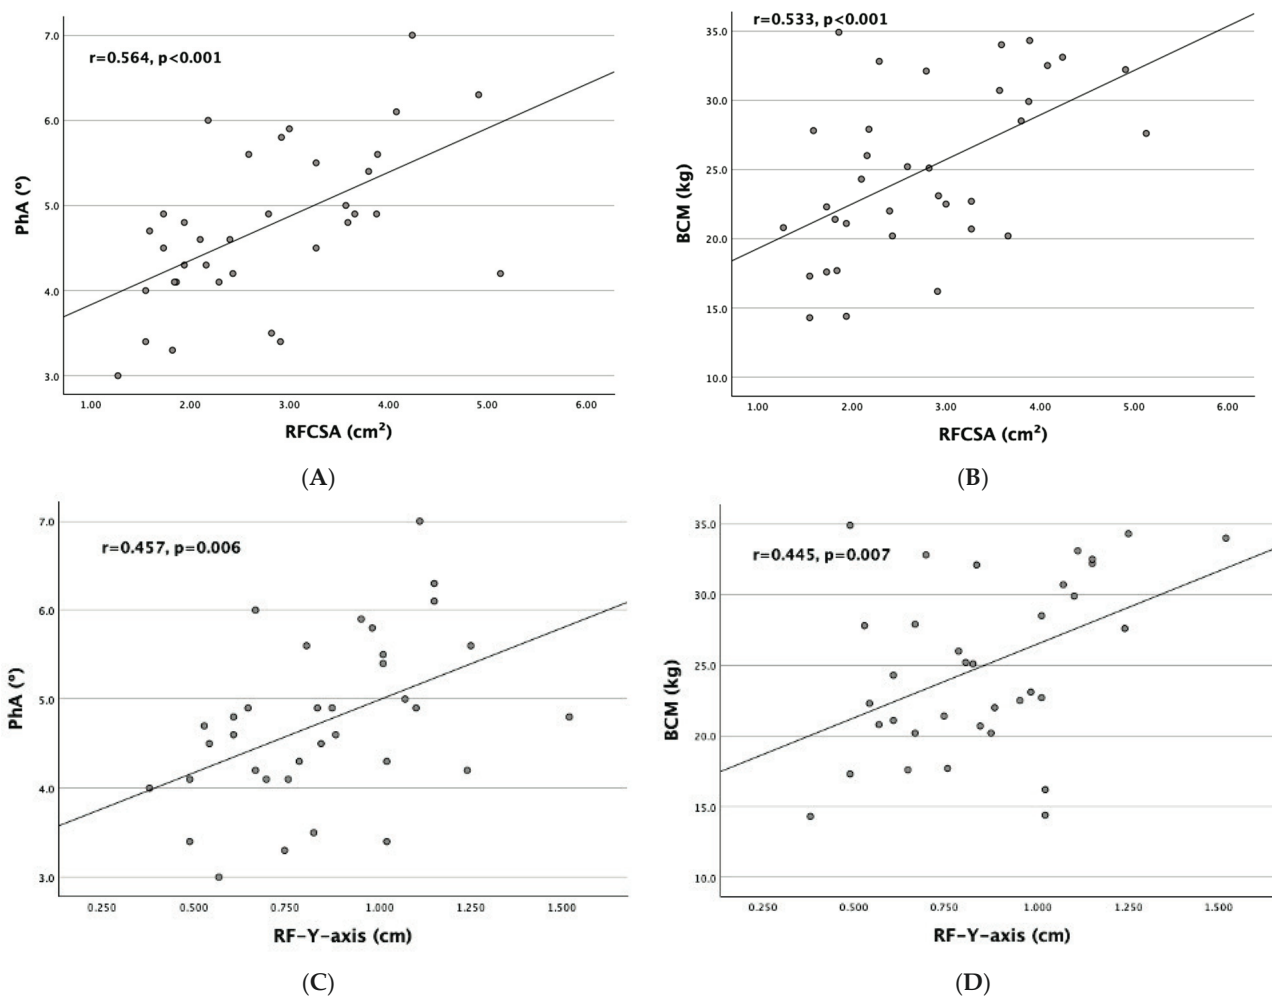 r=0.564, p<0.001
7.0
6.0
5.0
4.0
3.0
PhA (º)
1.00 2.00 3.00 4.00 5.00 6.00
RFCSA (cm²)
(A)
r=0.533, p<0.001
35.0
30.0
25.0
20.0
15.0
10.0
BCM (kg)
1.00 2.00 3.00 4.00 5.00 6.00
RFCSA (cm²)
(B)
r=0.457, p=0.006
7.0
6.0
5.0
4.0
3.0
PhA (º)
0.250 0.500 0.750 1.000 1.250 1.500
RF-Y-axis (cm)
(C)
r=0.445, p=0.007
35.0
30.0
25.0
20.0
15.0
10.0
BCM (kg)
0.250 0.500 0.750 1.000 1.250 1.500
RF-Y-axis (cm)
(D)